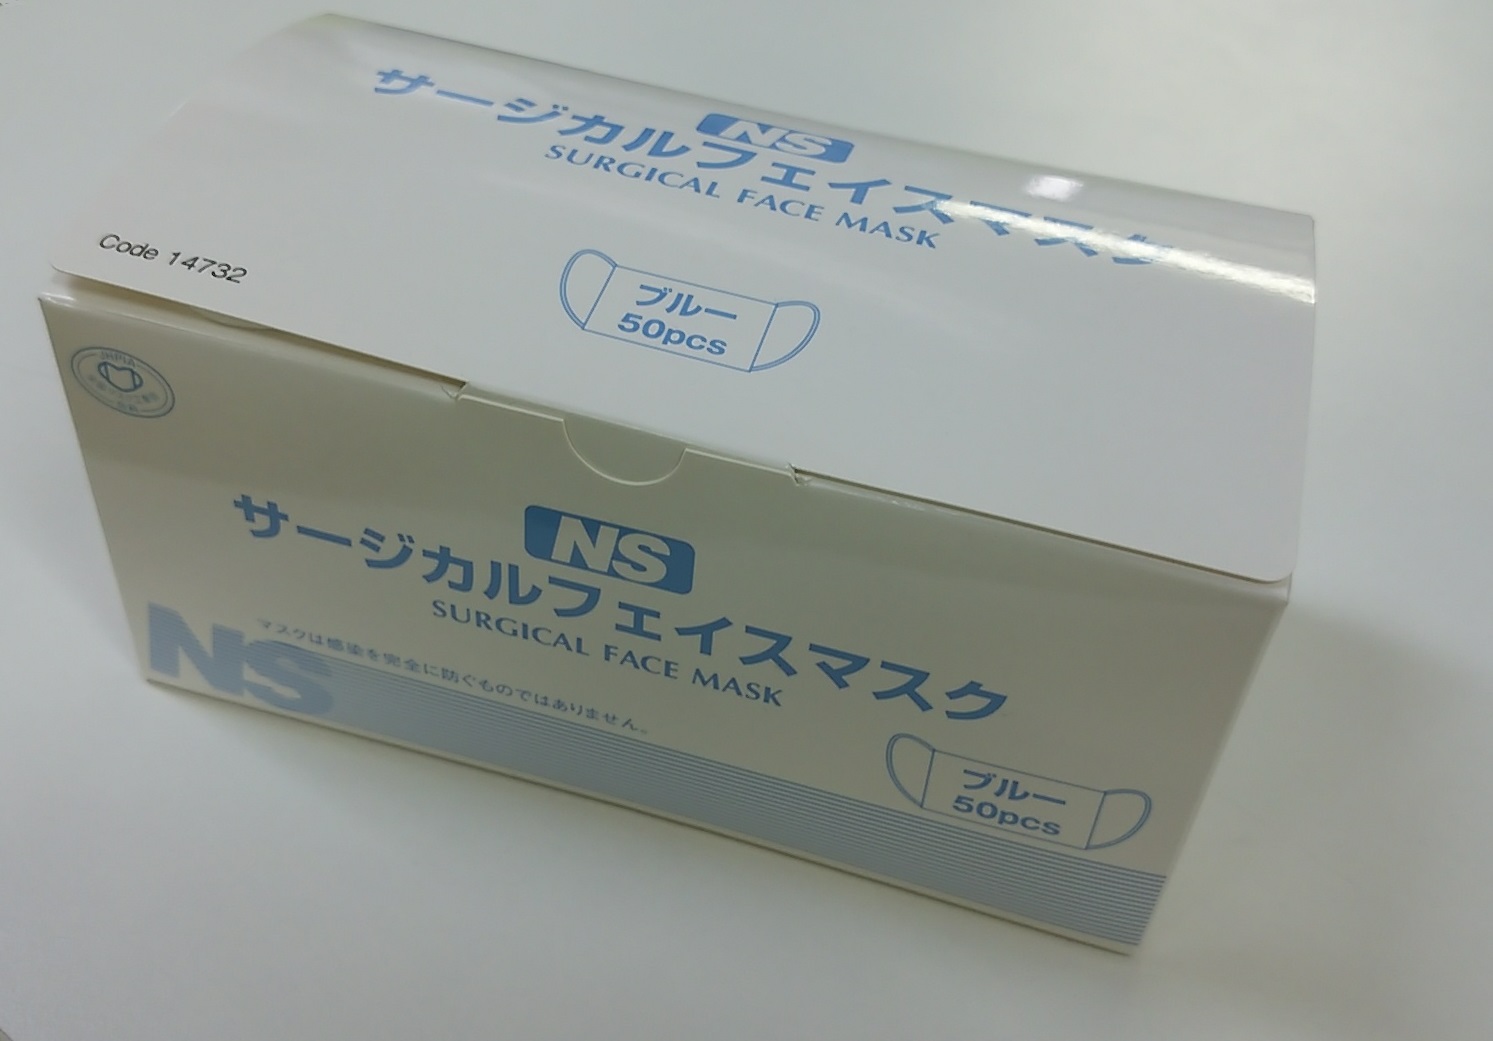 NS
サージカルフェイスマスク
SURGICAL FACE MASK
ブルー
50pcs
Code 14732
JHPIA
NS
サージカルフェイスマスク
SURGICAL FACE MASK
マスクは感染を完全に防ぐものではありません。
NS
ブルー
50pcs